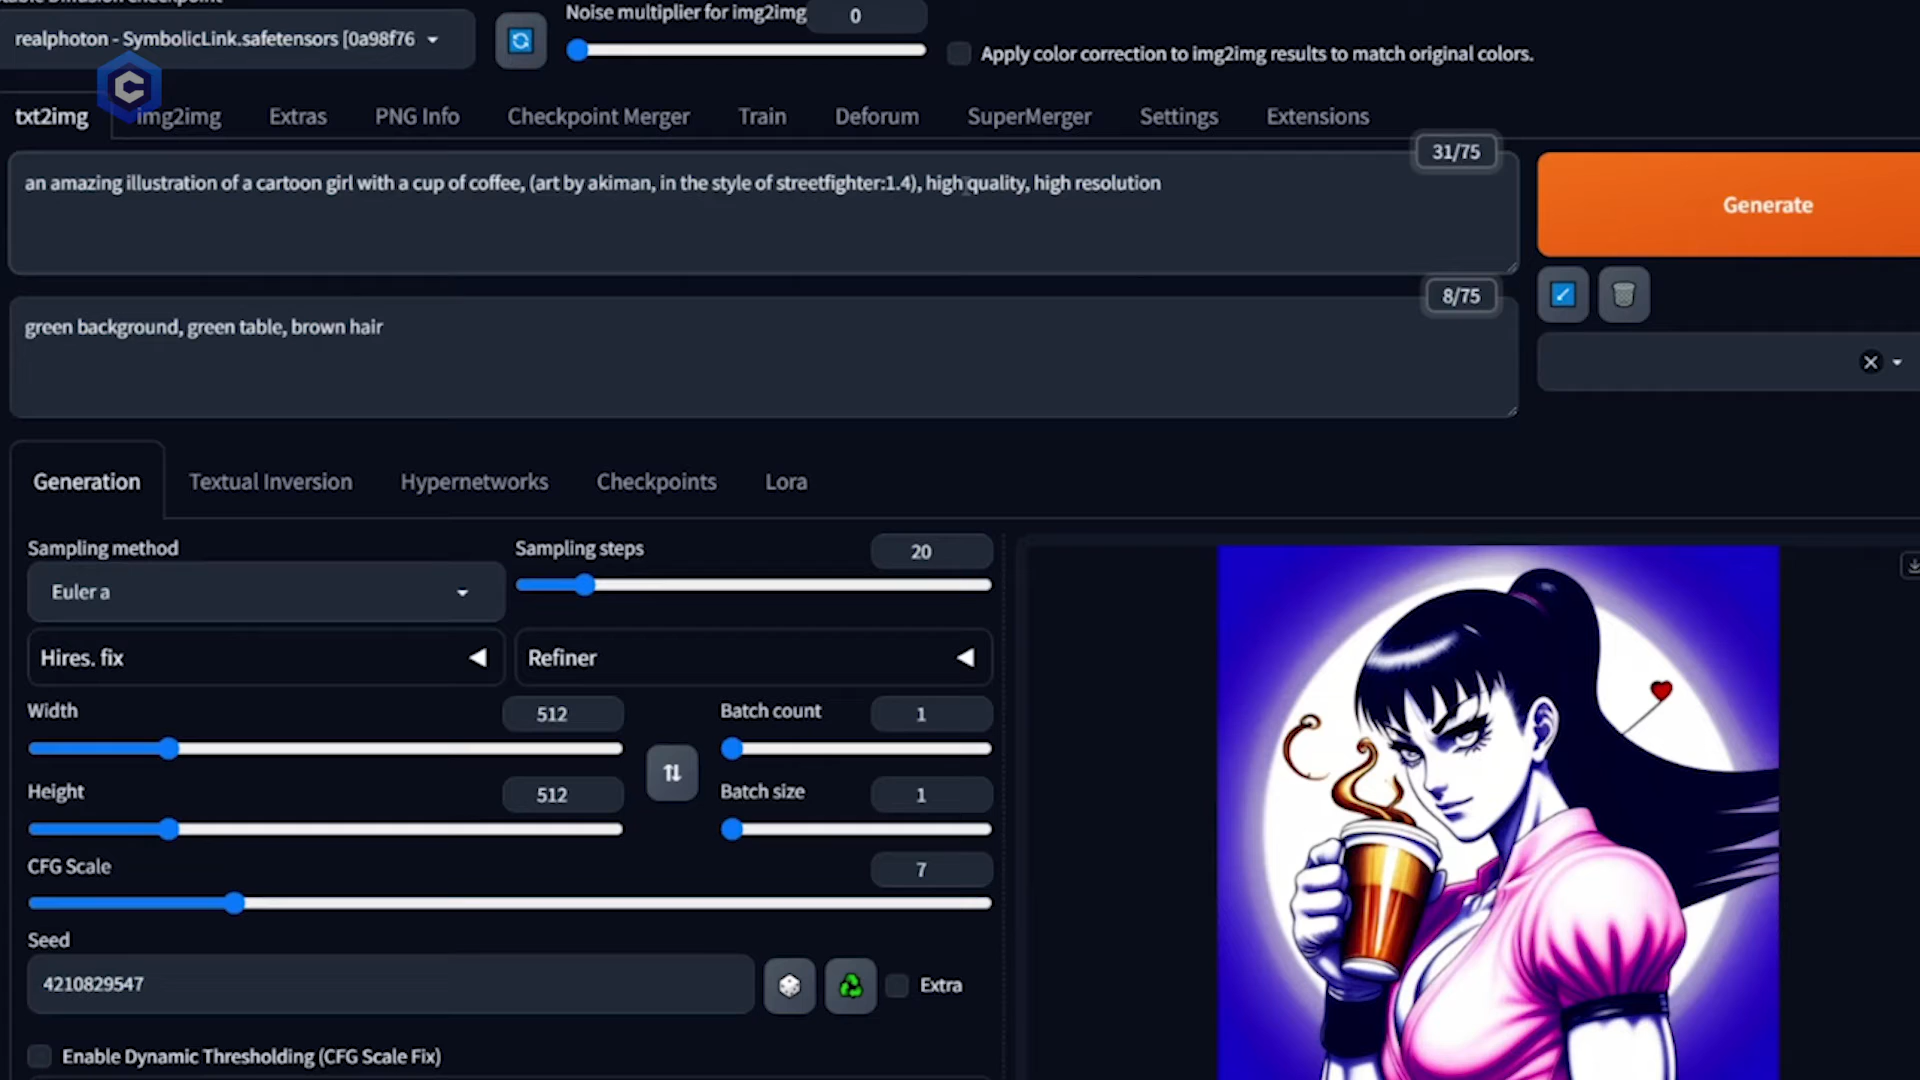 Noise multiplier for img2img
0
realphoton - SymbolicLink.safetensors [0a98f76
Apply color correction to img2img results to match original colors.
C
txt2img
img2img
Extras
PNG Info
Checkpoint Merger
Train
Deforum
SuperMerger
Settings
Extensions
31/75
an amazing illustration of a cartoon girl with a cup of coffee, (art by akiman, in the style of streetfighter:1.4), high quality, high resolution
Generate
8/75
green background, green table, brown hair
Generation
Textual Inversion
Hypernetworks
Checkpoints
Lora
Sampling method
Sampling steps
20
Euler a
Hires. fix
Refiner
Width
512
Batch count
1
Height
512
Batch size
1
CFG Scale
7
Seed
4210829547
Extra
Enable Dynamic Thresholding (CFG Scale Fix)